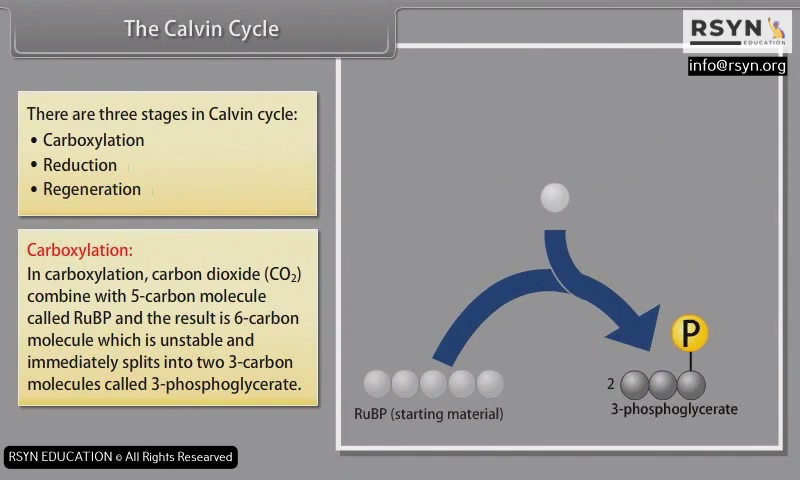 The Calvin Cycle
RSYN
EDUCATION
info@rsyn.org
There are three stages in Calvin cycle:
• Carboxylation
• Reduction
• Regeneration
Carboxylation:
In carboxylation, carbon dioxide (CO₂)
combine with 5-carbon molecule
called RuBP and the result is 6-carbon
molecule which is unstable and
immediately splits into two 3-carbon
molecules called 3-phosphoglycerate.
P
2
RuBP (starting material)
3-phosphoglycerate
RSYN EDUCATION © All Rights Researved